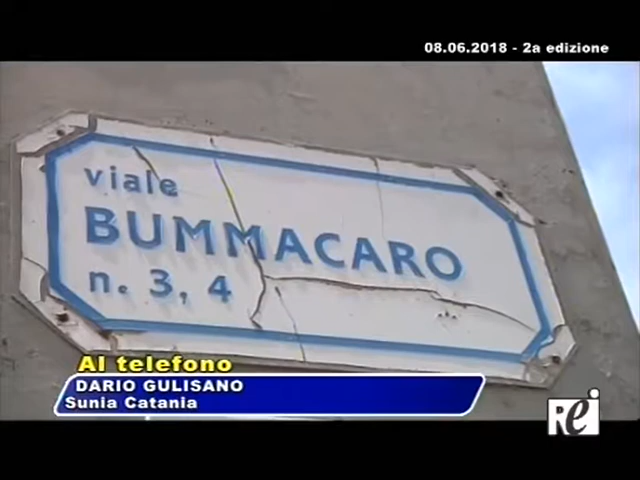 08.06.2018 - 2a edizione
viale
BUMMACARO
n. 3, 4
Al telefono
DARIO GULISANO
Sunia Catania
REi